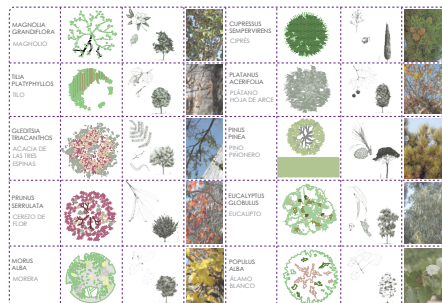 MAGNOLIA
GRANDIFLORA
MAGNOLIO
TILIA
PLATYPHYLLOS
TILO
GLEDITSIA
TRIACANTHOS
ACACIA DE
LAS TRES
ESPINAS
PRUNUS
SERRULATA
CEREZO DE
FLOR
MORUS
ALBA
MORERA
CUPRESSUS
SEMPERVIRENS
CIPRÉS
PLATANUS
ACERIFOLIA
PLÁTANO
HOJA DE ARCE
PINUS
PINEA
PINO
PIÑONERO
EUCALYPTUS
GLOBULUS
EUCALIPTO
POPULUS
ALBA
ÁLAMO
BLANCO